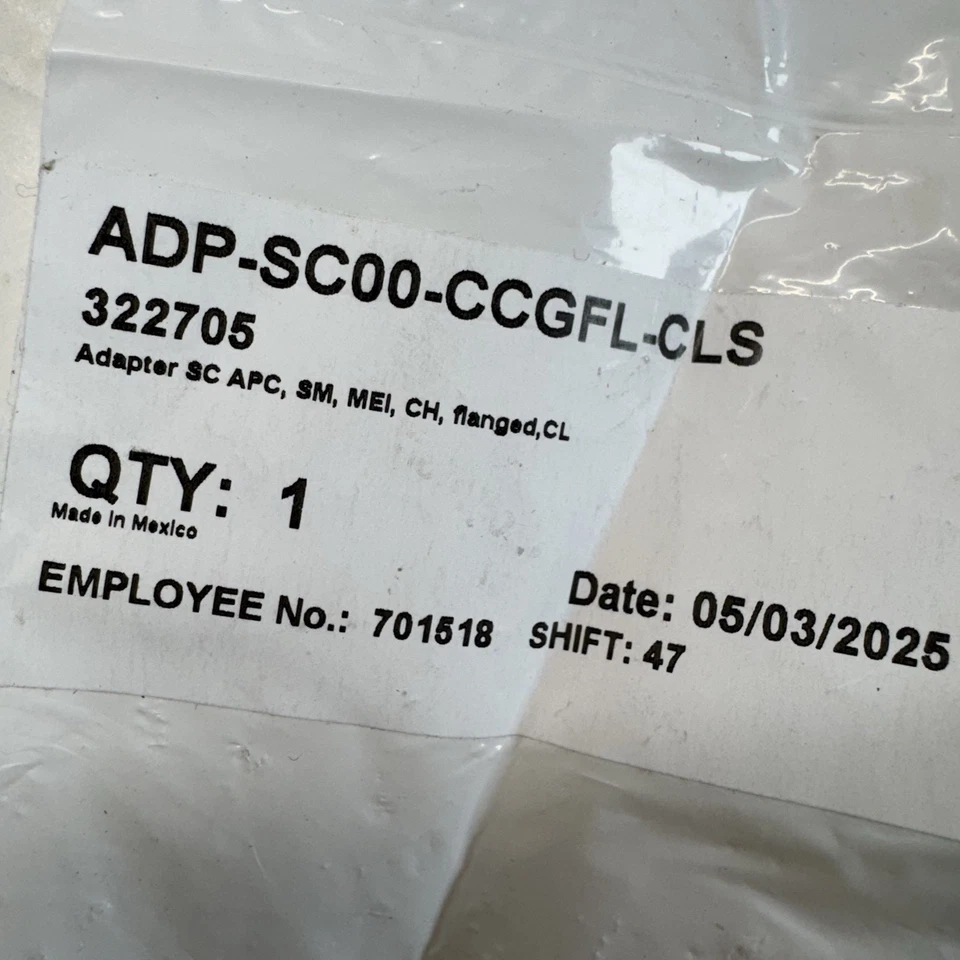 ADP-SC00-CCGFL-CLS
322705
Adapter SC APC, SM, MEI, CH, flanged,CL
QTY: 1
Made In Mexico
EMPLOYEE No.: 701518
Date: 05/03/2025
SHIFT: 47